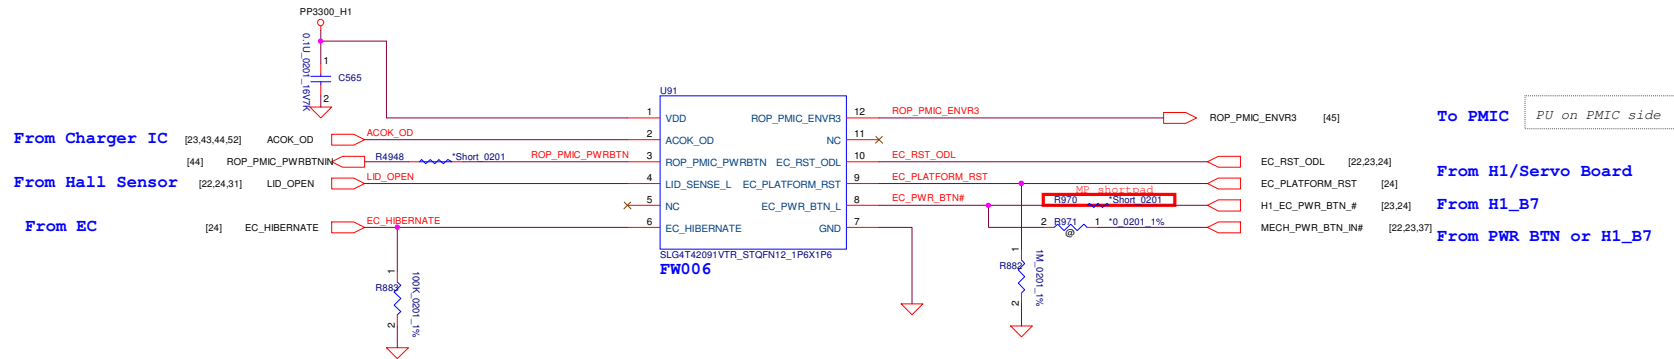 PP3300_H1
0.1U_0201_16V7K
1
C565
2
U91
1 VDD ROP_PMIC_ENVR3 12 ROP_PMIC_ENVR3 ROP_PMIC_ENVR3 [45] To PMIC PU on PMIC side
From Charger IC [23,43,44,52] ACOK_OD ACOK_OD 2 ACOK_OD NC 11
[44] ROP_PMIC_PWRBTNIN R4948 *Short_0201 ROP_PMIC_PWRBTN 3 ROP_PMIC_PWRBTN EC_RST_ODL 10 EC_RST_ODL EC_RST_ODL [22,23,24]
From H1/Servo Board
From Hall Sensor [22,24,31] LID_OPEN LID_OPEN 4 LID_SENSE_L EC_PLATFORM_RST 9 EC_PLATFORM_RST EC_PLATFORM_RST [24]
MP shortpad
5 NC EC_PWR_BTN_L 8 EC_PWR_BTN# R970 *Short_0201 H1_EC_PWR_BTN_# [23,24] From H1_B7
From EC [24] EC_HIBERNATE EC_HIBERNATE 6 EC_HIBERNATE GND 7 2 R971 1 *0_0201_1% MECH_PWR_BTN_IN# [22,23,37]
@
From PWR BTN or H1_B7
SLG4T42091VTR_STQFN12_1P6X1P6
FW006
1
R883
100K_0201_1%
2
1
R882
1M_0201_1%
2